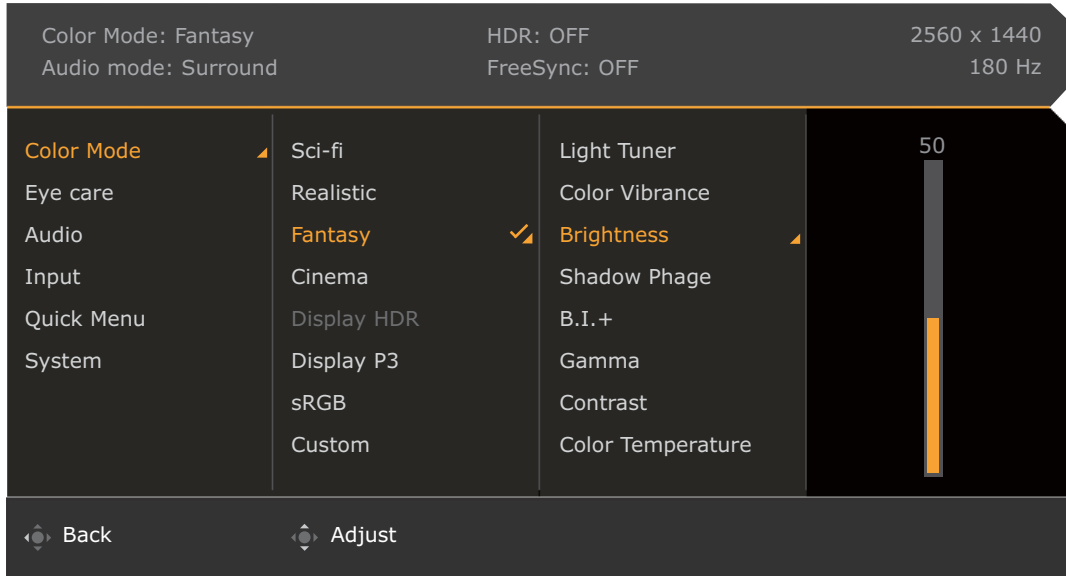 Color Mode: Fantasy
HDR: OFF
2560 x 1440
Audio mode: Surround
FreeSync: OFF
180 Hz
Color Mode
Eye care
Audio
Input
Quick Menu
System
Sci-fi
Realistic
Fantasy
Cinema
Display HDR
Display P3
sRGB
Custom
Light Tuner
Color Vibrance
Brightness
Shadow Phage
B.I.+
Gamma
Contrast
Color Temperature
50
Back
Adjust